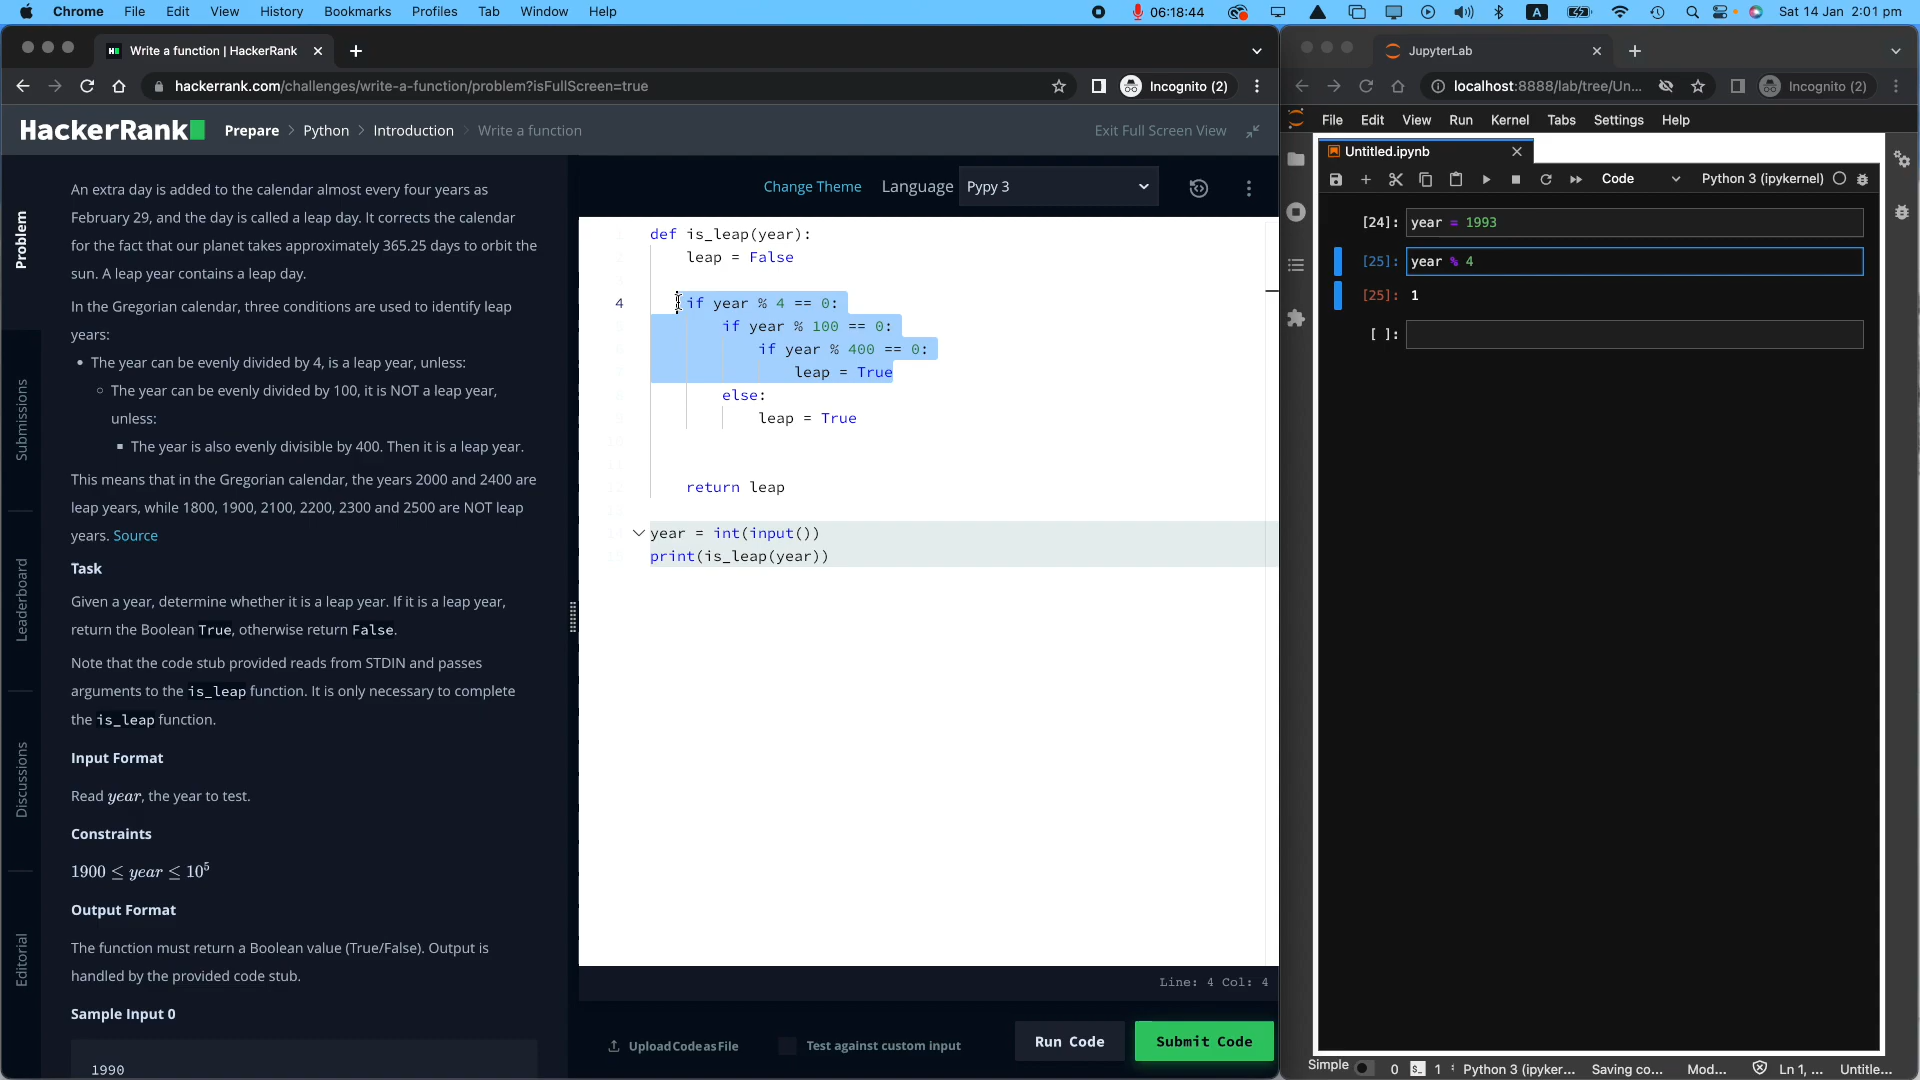 Chrome File Edit View History Bookmarks Profiles Tab Window Help 06:18:44 A Sat 14 Jan 2:01 pm
Write a function | HackerRank
hackerrank.com/challenges/write-a-function/problem?isFullScreen=true Incognito (2)
HackerRank Prepare > Python > Introduction > Write a function Exit Full Screen View
Problem
Submissions
Leaderboard
Discussions
Editorial
An extra day is added to the calendar almost every four years as
February 29, and the day is called a leap day. It corrects the calendar
for the fact that our planet takes approximately 365.25 days to orbit the
sun. A leap year contains a leap day.
In the Gregorian calendar, three conditions are used to identify leap
years:
• The year can be evenly divided by 4, is a leap year, unless:
○ The year can be evenly divided by 100, it is NOT a leap year,
unless:
▪ The year is also evenly divisible by 400. Then it is a leap year.
This means that in the Gregorian calendar, the years 2000 and 2400 are
leap years, while 1800, 1900, 2100, 2200, 2300 and 2500 are NOT leap
years. Source
Task
Given a year, determine whether it is a leap year. If it is a leap year,
return the Boolean True, otherwise return False.
Note that the code stub provided reads from STDIN and passes
arguments to the is_leap function. It is only necessary to complete
the is_leap function.
Input Format
Read year, the year to test.
Constraints
1900 ≤ year ≤ 10⁵
Output Format
The function must return a Boolean value (True/False). Output is
handled by the provided code stub.
Sample Input 0
1990
Change Theme Language Pypy 3
def is_leap(year):
leap = False
4 if year % 4 == 0:
if year % 100 == 0:
if year % 400 == 0:
leap = True
else:
leap = True
return leap
year = int(input())
print(is_leap(year))
Line: 4 Col: 4
Upload Code as File Test against custom input Run Code Submit Code
JupyterLab
localhost:8888/lab/tree/Un... Incognito (2)
File Edit View Run Kernel Tabs Settings Help
Untitled.ipynb
Code Python 3 (ipykernel)
[24]: year = 1993
[25]: year % 4
[25]: 1
[ ]:
Simple 0 1 Python 3 (ipyker... Saving co... Mod... Ln 1, ... Untitle...